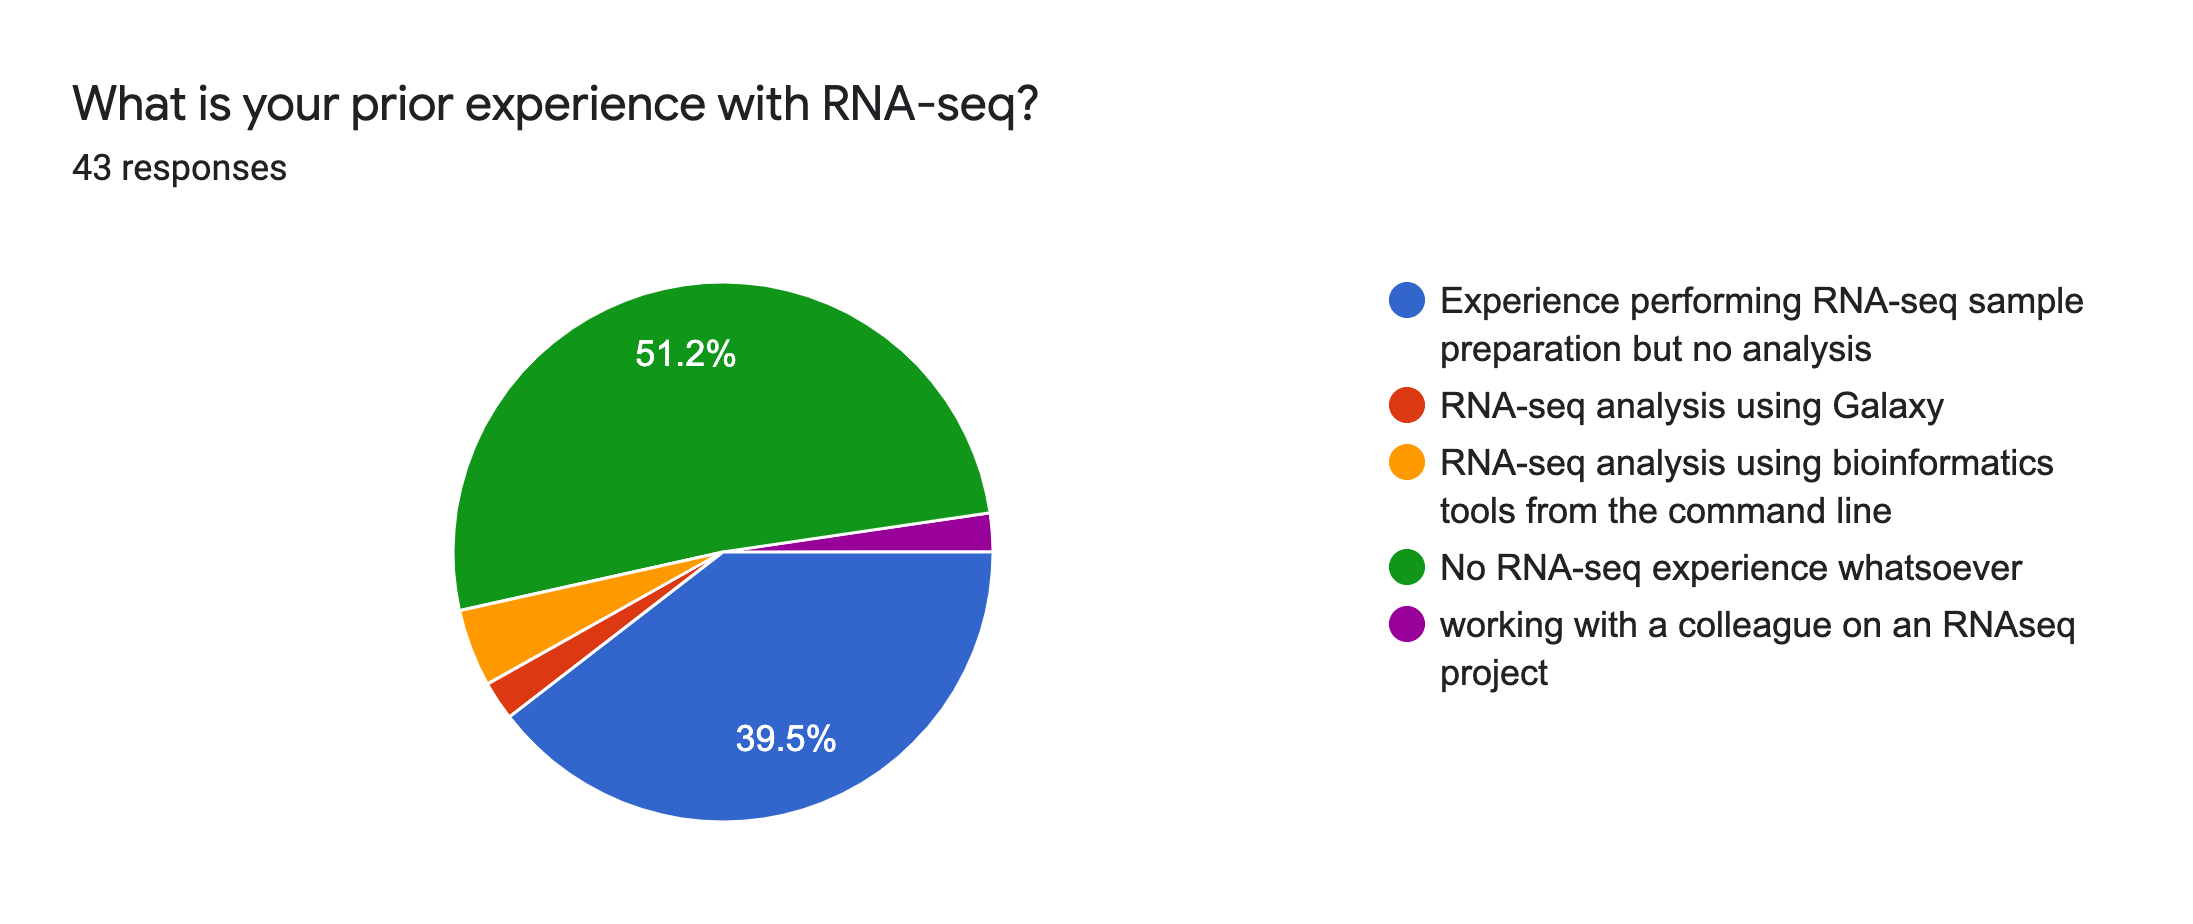 What is your prior experience with RNA-seq?
43 responses
51.2%
39.5%
Experience performing RNA-seq sample
preparation but no analysis
RNA-seq analysis using Galaxy
RNA-seq analysis using bioinformatics
tools from the command line
No RNA-seq experience whatsoever
working with a colleague on an RNAseq
project